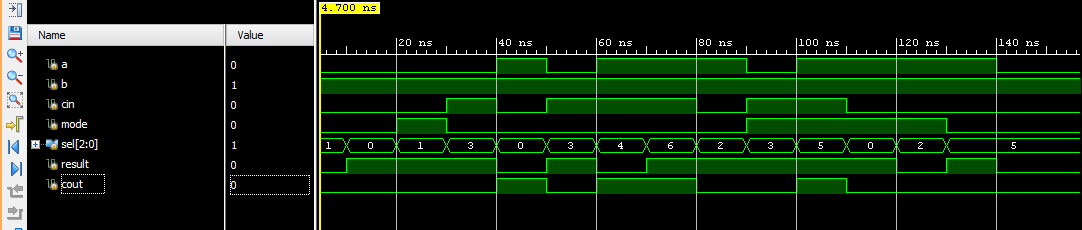 4.700 ns
Name Value
20 ns 40 ns 60 ns 80 ns 100 ns 120 ns 140 ns
a 0
b 1
cin 0
mode 0
sel[2:0] 1 1 0 1 3 0 3 4 6 2 3 5 0 2 5
result 0
cout 0